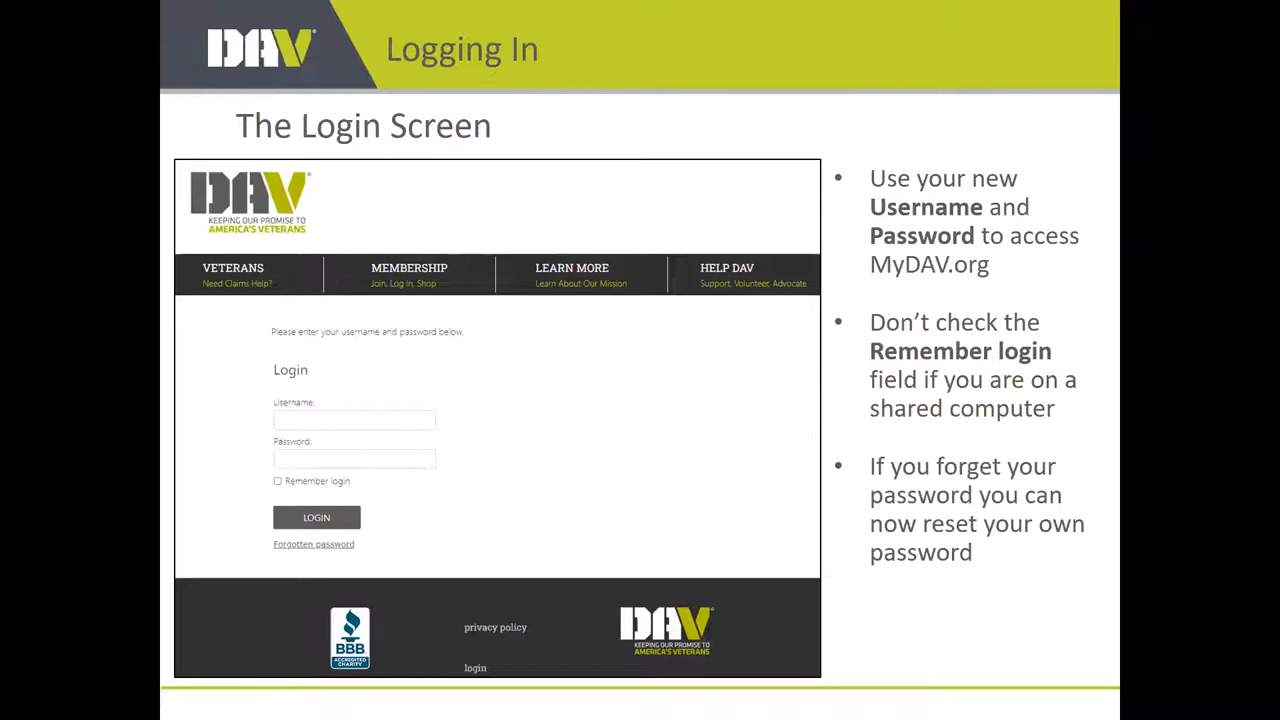 DAV®
Logging In
The Login Screen
DAV®
KEEPING OUR PROMISE TO
AMERICA'S VETERANS
VETERANS
Need Claims Help?
MEMBERSHIP
Join, Log In, Shop
LEARN MORE
Learn About Our Mission
HELP DAV
Support, Volunteer, Advocate
Please enter your username and password below.
Login
Username:
Password:
Remember login
LOGIN
Forgotten password
BBB
ACCREDITED
CHARITY
privacy policy
login
DAV®
KEEPING OUR PROMISE TO
AMERICA'S VETERANS
• Use your new
Username and
Password to access
MyDAV.org
• Don’t check the
Remember login
field if you are on a
shared computer
• If you forget your
password you can
now reset your own
password